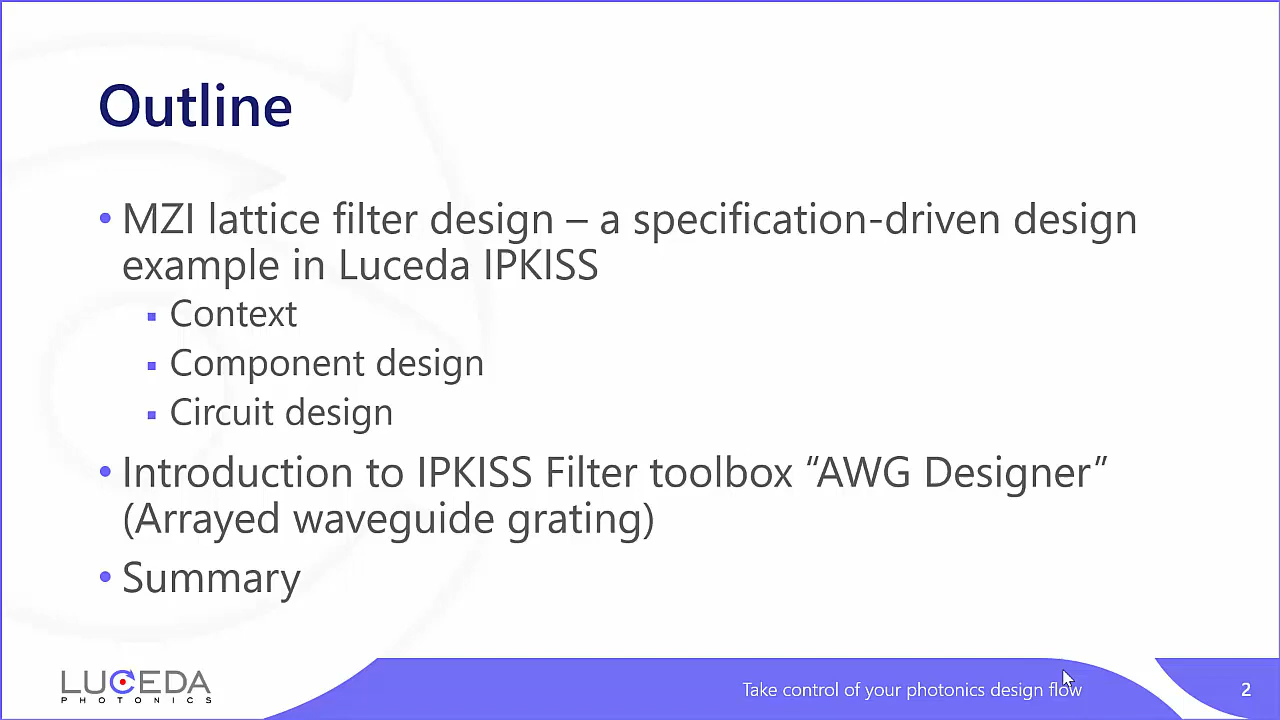 Outline
• MZI lattice filter design – a specification-driven design
example in Luceda IPKISS
▪ Context
▪ Component design
▪ Circuit design
• Introduction to IPKISS Filter toolbox “AWG Designer”
(Arrayed waveguide grating)
• Summary
LUCEDA
PHOTONICS
Take control of your photonics design flow
2